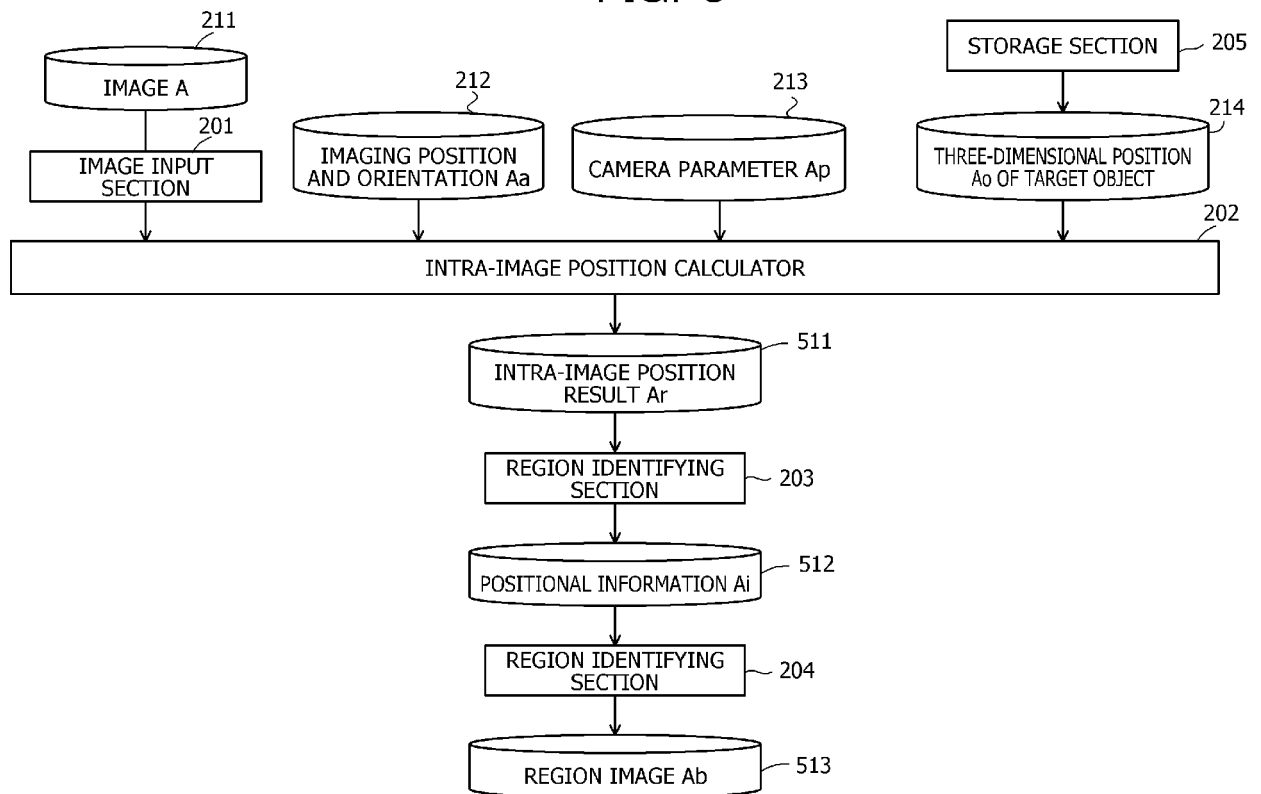 211
IMAGE A
STORAGE SECTION
205
212
213
214
201
IMAGE INPUT
SECTION
IMAGING POSITION
AND ORIENTATION Aa
CAMERA PARAMETER Ap
THREE-DIMENSIONAL POSITION
Ao OF TARGET OBJECT
202
INTRA-IMAGE POSITION CALCULATOR
511
INTRA-IMAGE POSITION
RESULT Ar
REGION IDENTIFYING
SECTION
203
POSITIONAL INFORMATION Ai
512
REGION IDENTIFYING
SECTION
204
REGION IMAGE Ab
513